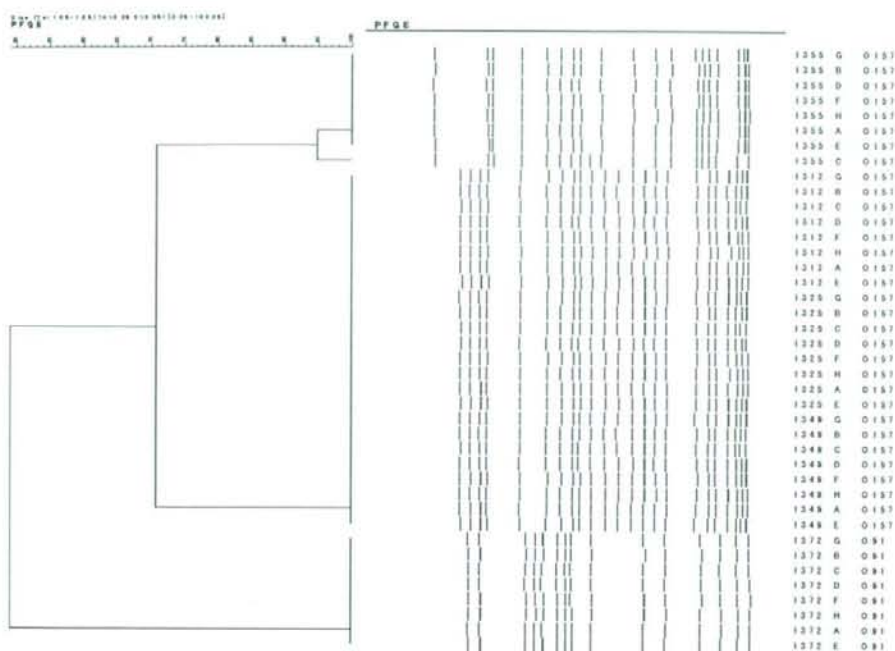 PFGE
PFGE
1355 G O157
1355 B O157
1355 D O157
1355 F O157
1355 H O157
1355 A O157
1355 E O157
1355 C O157
1312 G O157
1312 B O157
1312 C O157
1312 D O157
1312 F O157
1312 H O157
1312 A O157
1312 E O157
1325 G O157
1325 B O157
1325 C O157
1325 D O157
1325 F O157
1325 H O157
1325 A O157
1325 E O157
1349 G O157
1349 B O157
1349 C O157
1349 D O157
1349 F O157
1349 H O157
1349 A O157
1349 E O157
1372 G O91
1372 B O91
1372 C O91
1372 D O91
1372 F O91
1372 H O91
1372 A O91
1372 E O91